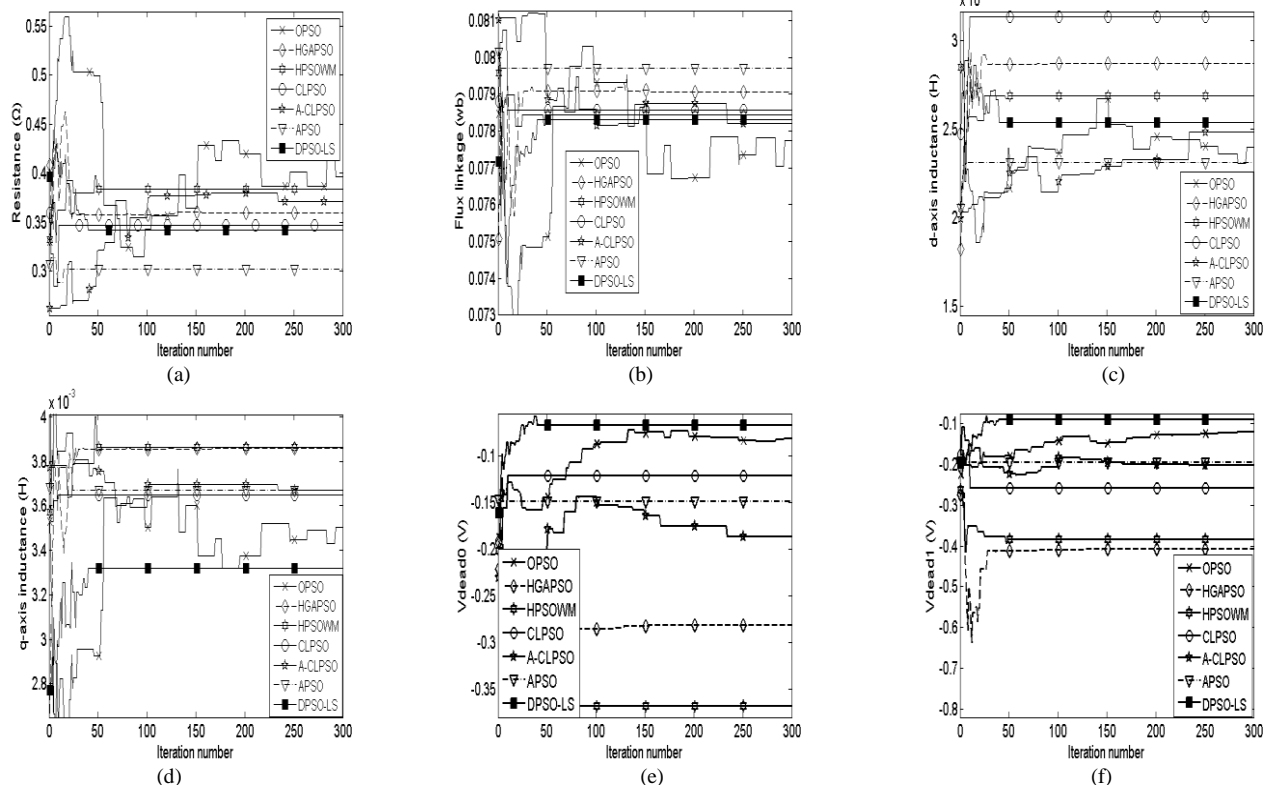 0.55
0.5
0.45
0.4
0.35
0.3
Resistance (Ω)
0 50 100 150 200 250 300
Iteration number
OPSO
HGAPSO
HPSOWM
CLPSO
A-CLPSO
APSO
DPSO-LS
(a)
0.081
0.08
0.079
0.078
0.077
0.076
0.075
0.074
0.073
Flux linkage (wb)
0 50 100 150 200 250 300
Iteration number
OPSO
HGAPSO
HPSOWM
CLPSO
A-CLPSO
APSO
DPSO-LS
(b)
3
2.5
2
1.5
d-axis inductance (H)
0 50 100 150 200 250 300
Iteration number
OPSO
HGAPSO
HPSOWM
CLPSO
A-CLPSO
APSO
DPSO-LS
(c)
x 10-3
4
3.8
3.6
3.4
3.2
3
2.8
q-axis inductance (H)
0 50 100 150 200 250 300
Iteration number
OPSO
HGAPSO
HPSOWM
CLPSO
A-CLPSO
APSO
DPSO-LS
(d)
-0.1
-0.15
-0.2
-0.25
-0.3
-0.35
Vdead0 (V)
0 50 100 150 200 250 300
Iteration number
OPSO
HGAPSO
HPSOWM
CLPSO
A-CLPSO
APSO
DPSO-LS
(e)
-0.1
-0.2
-0.3
-0.4
-0.5
-0.6
-0.7
-0.8
Vdead1 (V)
0 50 100 150 200 250 300
Iteration number
OPSO
HGAPSO
HPSOWM
CLPSO
A-CLPSO
APSO
DPSO-LS
(f)